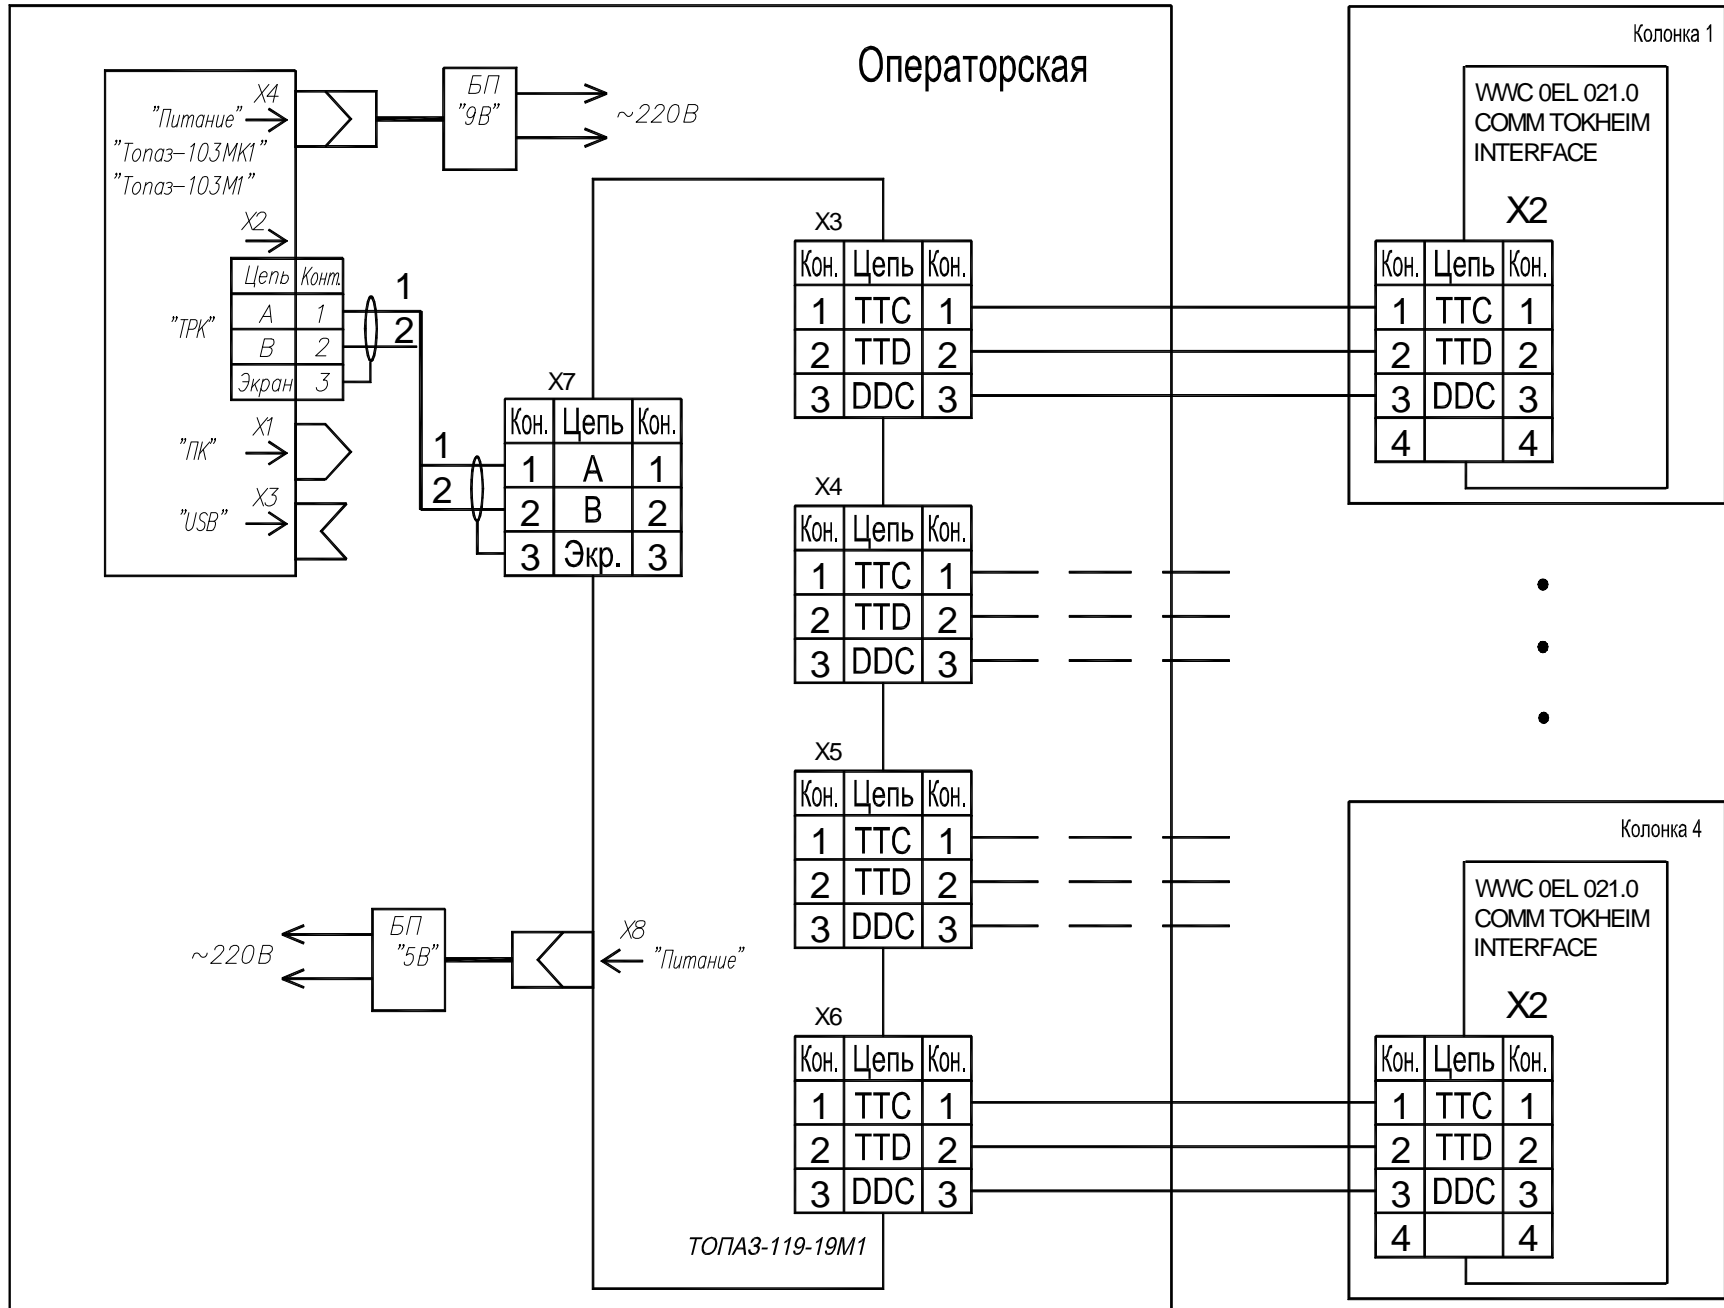 Операторская
X4
"Питание"
"Топаз-103МК1"
"Топаз-103М1"
БП
"9В"
~220В
X2
Цепь Конт.
A 1
B 2
Экран 3
"ТРК"
1
2
X1
"ПК"
X3
"USB"
X7
Кон. Цепь Кон.
1 A 1
2 B 2
3 Экр. 3
1
2
X3
Кон. Цепь Кон.
1 TTC 1
2 TTD 2
3 DDC 3
X4
Кон. Цепь Кон.
1 TTC 1
2 TTD 2
3 DDC 3
X5
Кон. Цепь Кон.
1 TTC 1
2 TTD 2
3 DDC 3
X6
Кон. Цепь Кон.
1 TTC 1
2 TTD 2
3 DDC 3
~220В
БП
"5В"
X8
"Питание"
ТОПАЗ-119-19М1
Колонка 1
WWC 0EL 021.0
COMM TOKHEIM
INTERFACE
X2
Кон. Цепь Кон.
1 TTC 1
2 TTD 2
3 DDC 3
4 4
Колонка 4
WWC 0EL 021.0
COMM TOKHEIM
INTERFACE
X2
Кон. Цепь Кон.
1 TTC 1
2 TTD 2
3 DDC 3
4 4